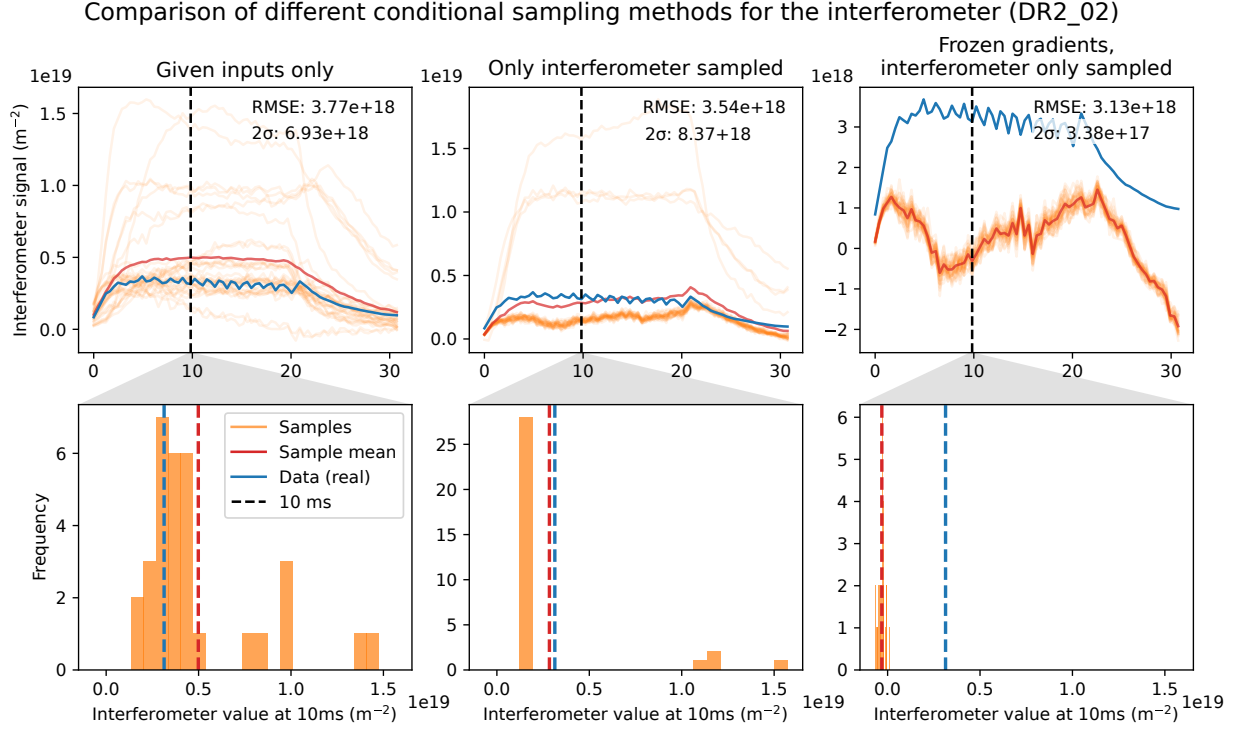 Comparison of different conditional sampling methods for the interferometer (DR2_02)
Given inputs only
Only interferometer sampled
Frozen gradients,
interferometer only sampled
1e19
1e19
1e18
RMSE: 3.77e+18
2σ: 6.93e+18
RMSE: 3.54e+18
2σ: 8.37+18
RMSE: 3.13e+18
2σ: 3.38e+17
Interferometer signal (m⁻²)
1.5
1.0
0.5
0.0
0
10
20
30
1.5
1.0
0.5
0.0
0
10
20
30
3
2
1
0
−1
−2
0
10
20
30
Frequency
6
4
2
0
Samples
Sample mean
Data (real)
10 ms
0.0
0.5
1.0
1.5
1e19
Interferometer value at 10ms (m⁻²)
25
20
15
10
5
0
0.0
0.5
1.0
1.5
1e19
Interferometer value at 10ms (m⁻²)
6
5
4
3
2
1
0
0.0
0.5
1.0
1.5
1e19
Interferometer value at 10ms (m⁻²)